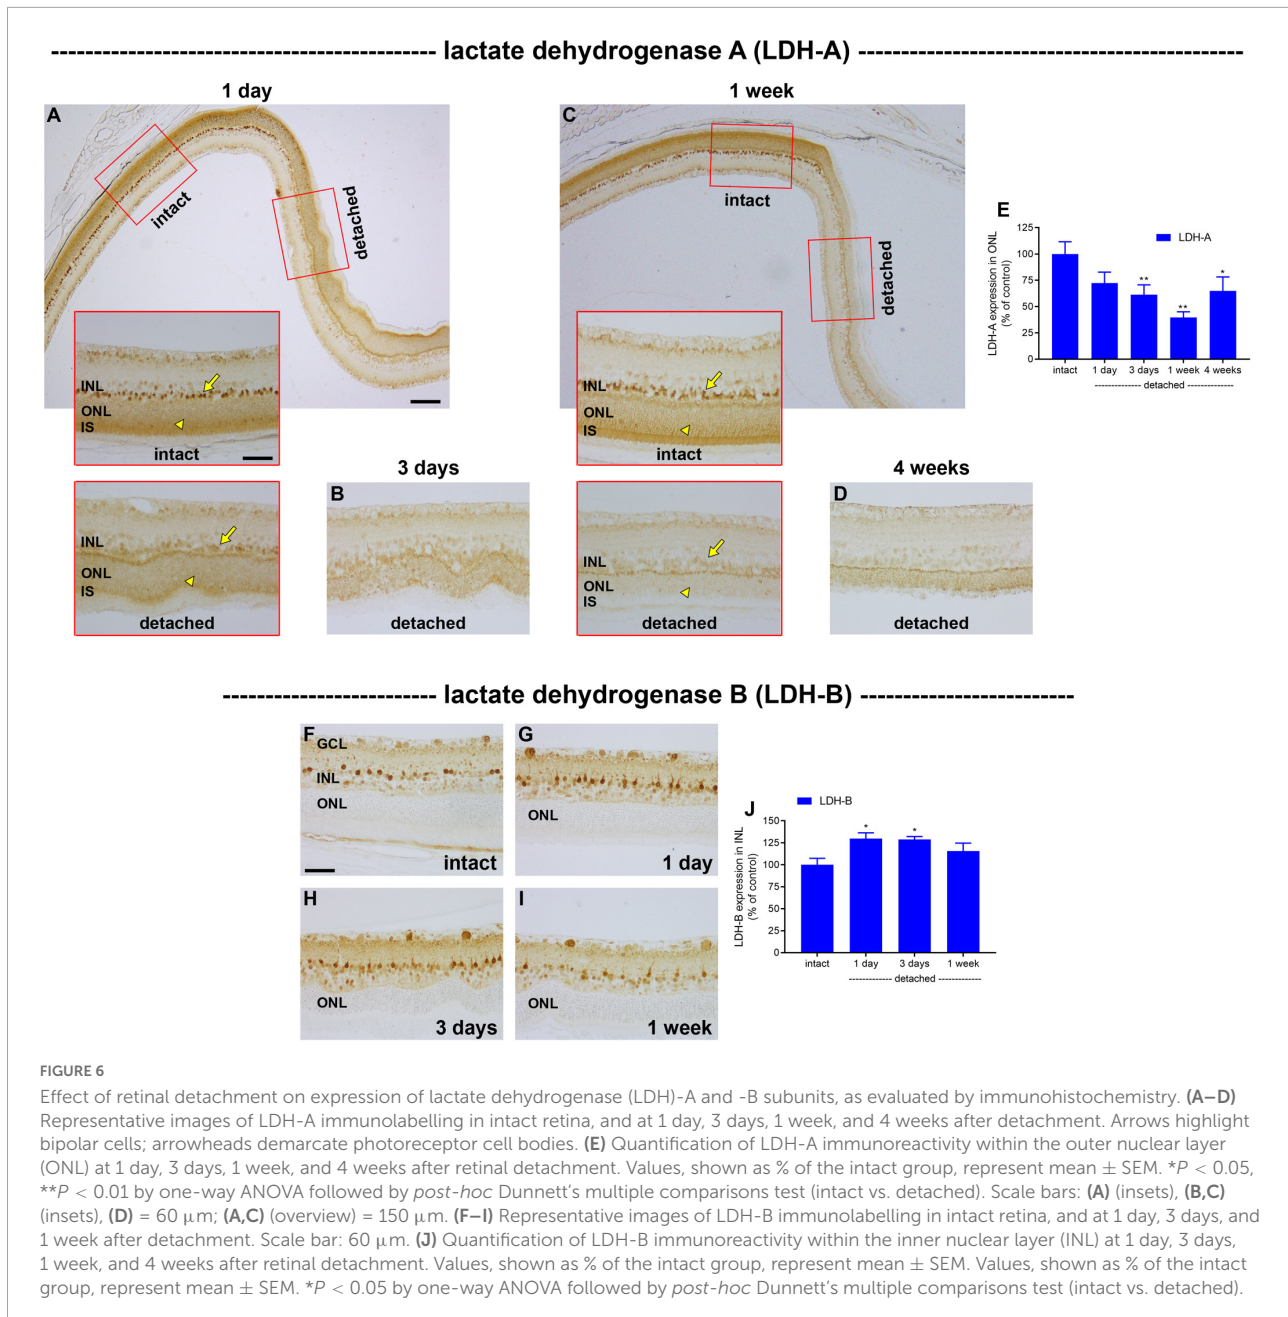 lactate dehydrogenase A (LDH-A)
1 day
1 week
A
intact
detached
INL
ONL
IS
intact
INL
ONL
IS
detached
3 days
B
detached
C
intact
detached
INL
ONL
IS
intact
INL
ONL
IS
detached
4 weeks
D
detached
E
LDH-A
LDH-A expression in ONL
(% of control)
125
100
75
50
25
0
**
**
*
intact
1 day
3 days
1 week
4 weeks
-------------- detached --------------
lactate dehydrogenase B (LDH-B)
F
GCL
INL
ONL
intact
G
ONL
1 day
H
ONL
3 days
I
ONL
1 week
J
LDH-B
LDH-B expression in INL
(% of control)
150
125
100
75
50
25
0
*
*
intact
1 day
3 days
1 week
------------- detached -------------
FIGURE 6
Effect of retinal detachment on expression of lactate dehydrogenase (LDH)-A and -B subunits, as evaluated by immunohistochemistry. (A–D)
Representative images of LDH-A immunolabelling in intact retina, and at 1 day, 3 days, 1 week, and 4 weeks after detachment. Arrows highlight
bipolar cells; arrowheads demarcate photoreceptor cell bodies. (E) Quantification of LDH-A immunoreactivity within the outer nuclear layer
(ONL) at 1 day, 3 days, 1 week, and 4 weeks after retinal detachment. Values, shown as % of the intact group, represent mean ± SEM. *P < 0.05,
**P < 0.01 by one-way ANOVA followed by post-hoc Dunnett's multiple comparisons test (intact vs. detached). Scale bars: (A) (insets), (B,C)
(insets), (D) = 60 μm; (A,C) (overview) = 150 μm. (F–I) Representative images of LDH-B immunolabelling in intact retina, and at 1 day, 3 days, and
1 week after detachment. Scale bar: 60 μm. (J) Quantification of LDH-B immunoreactivity within the inner nuclear layer (INL) at 1 day, 3 days,
1 week, and 4 weeks after retinal detachment. Values, shown as % of the intact group, represent mean ± SEM. Values, shown as % of the intact
group, represent mean ± SEM. *P < 0.05 by one-way ANOVA followed by post-hoc Dunnett's multiple comparisons test (intact vs. detached).